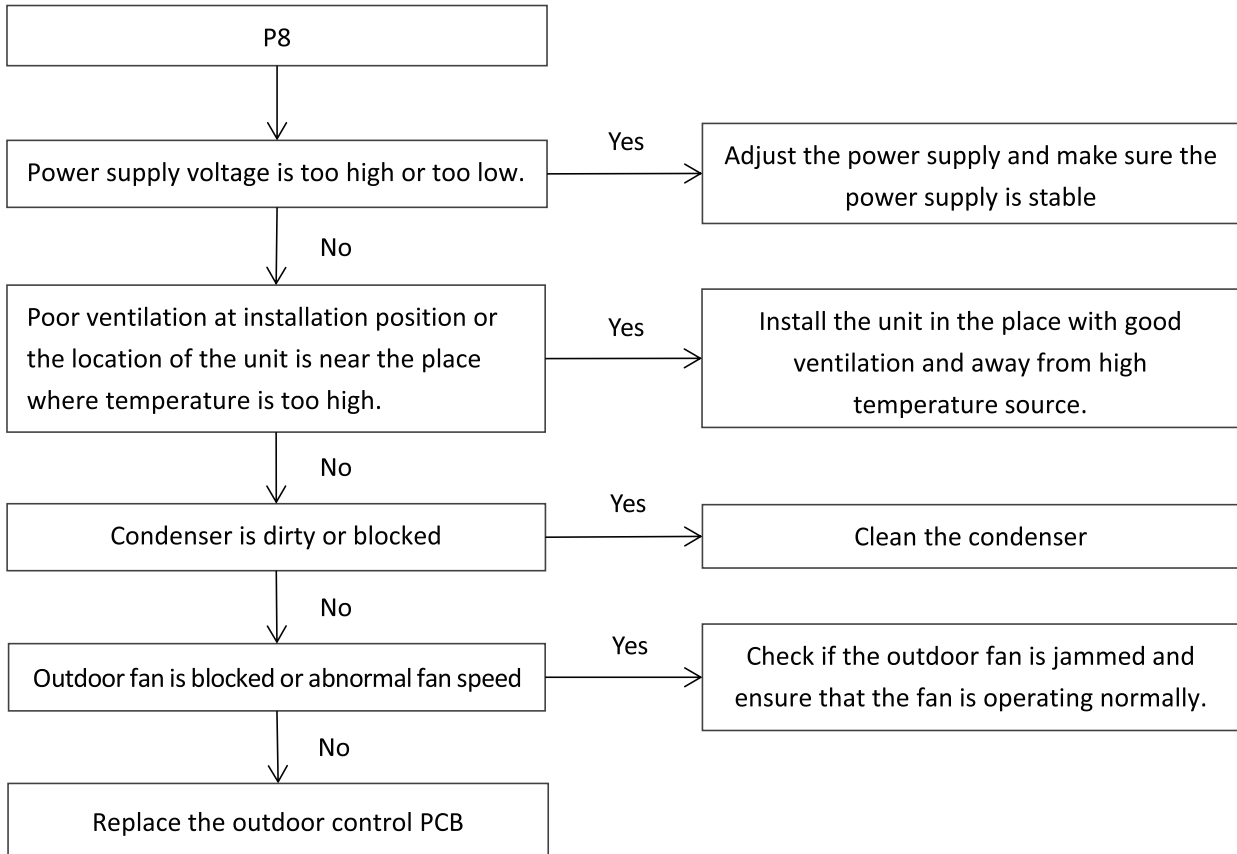 P8
Yes
Power supply voltage is too high or too low.
Adjust the power supply and make sure the
power supply is stable
No
Poor ventilation at installation position or
the location of the unit is near the place
where temperature is too high.
Yes
Install the unit in the place with good
ventilation and away from high
temperature source.
No
Condenser is dirty or blocked
Yes
Clean the condenser
No
Outdoor fan is blocked or abnormal fan speed
Yes
Check if the outdoor fan is jammed and
ensure that the fan is operating normally.
No
Replace the outdoor control PCB